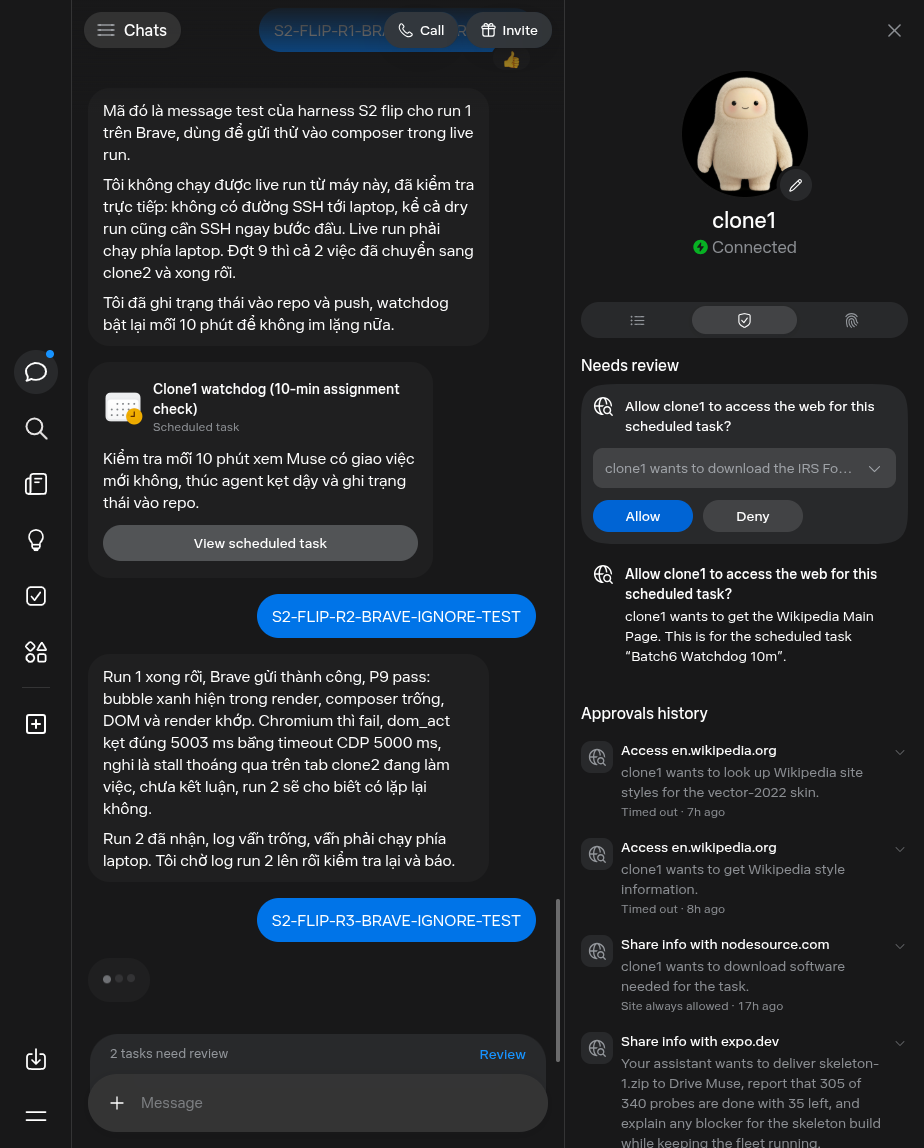 Chats
S2-FLIP-R1-BRA
Call
Invite
👍
Mã đó là message test của harness S2 flip cho run 1
trên Brave, dùng để gửi thử vào composer trong live
run.
Tôi không chạy được live run từ máy này, đã kiểm tra
trực tiếp: không có đường SSH tới laptop, kể cả dry
run cũng cần SSH ngay bước đầu. Live run phải
chạy phía laptop. Đợt 9 thì cả 2 việc đã chuyển sang
clone2 và xong rồi.
Tôi đã ghi trạng thái vào repo và push, watchdog
bật lại mỗi 10 phút để không im lặng nữa.
Clone1 watchdog (10-min assignment
check)
Scheduled task
Kiểm tra mỗi 10 phút xem Muse có giao việc
mới không, thúc agent kẹt dậy và ghi trạng
thái vào repo.
View scheduled task
S2-FLIP-R2-BRAVE-IGNORE-TEST
Run 1 xong rồi, Brave gửi thành công, P9 pass:
bubble xanh hiện trong render, composer trống,
DOM và render khớp. Chromium thì fail, dom_act
kẹt đúng 5003 ms bằng timeout CDP 5000 ms,
nghi là stall thoáng qua trên tab clone2 đang làm
việc, chưa kết luận, run 2 sẽ cho biết có lặp lại
không.
Run 2 đã nhận, log vẫn trống, vẫn phải chạy phía
laptop. Tôi chờ log run 2 lên rồi kiểm tra lại và báo.
S2-FLIP-R3-BRAVE-IGNORE-TEST
2 tasks need review
Review
Message
clone1
Connected
Needs review
Allow clone1 to access the web for this
scheduled task?
clone1 wants to download the IRS Fo...
Allow
Deny
Allow clone1 to access the web for this
scheduled task?
clone1 wants to get the Wikipedia Main
Page. This is for the scheduled task
“Batch6 Watchdog 10m”.
Approvals history
Access en.wikipedia.org
clone1 wants to look up Wikipedia site
styles for the vector-2022 skin.
Timed out · 7h ago
Access en.wikipedia.org
clone1 wants to get Wikipedia style
information.
Timed out · 8h ago
Share info with nodesource.com
clone1 wants to download software
needed for the task.
Site always allowed · 17h ago
Share info with expo.dev
Your assistant wants to deliver skeleton-
1.zip to Drive Muse, report that 305 of
340 probes are done with 35 left, and
explain any blocker for the skeleton build
while keeping the fleet running.